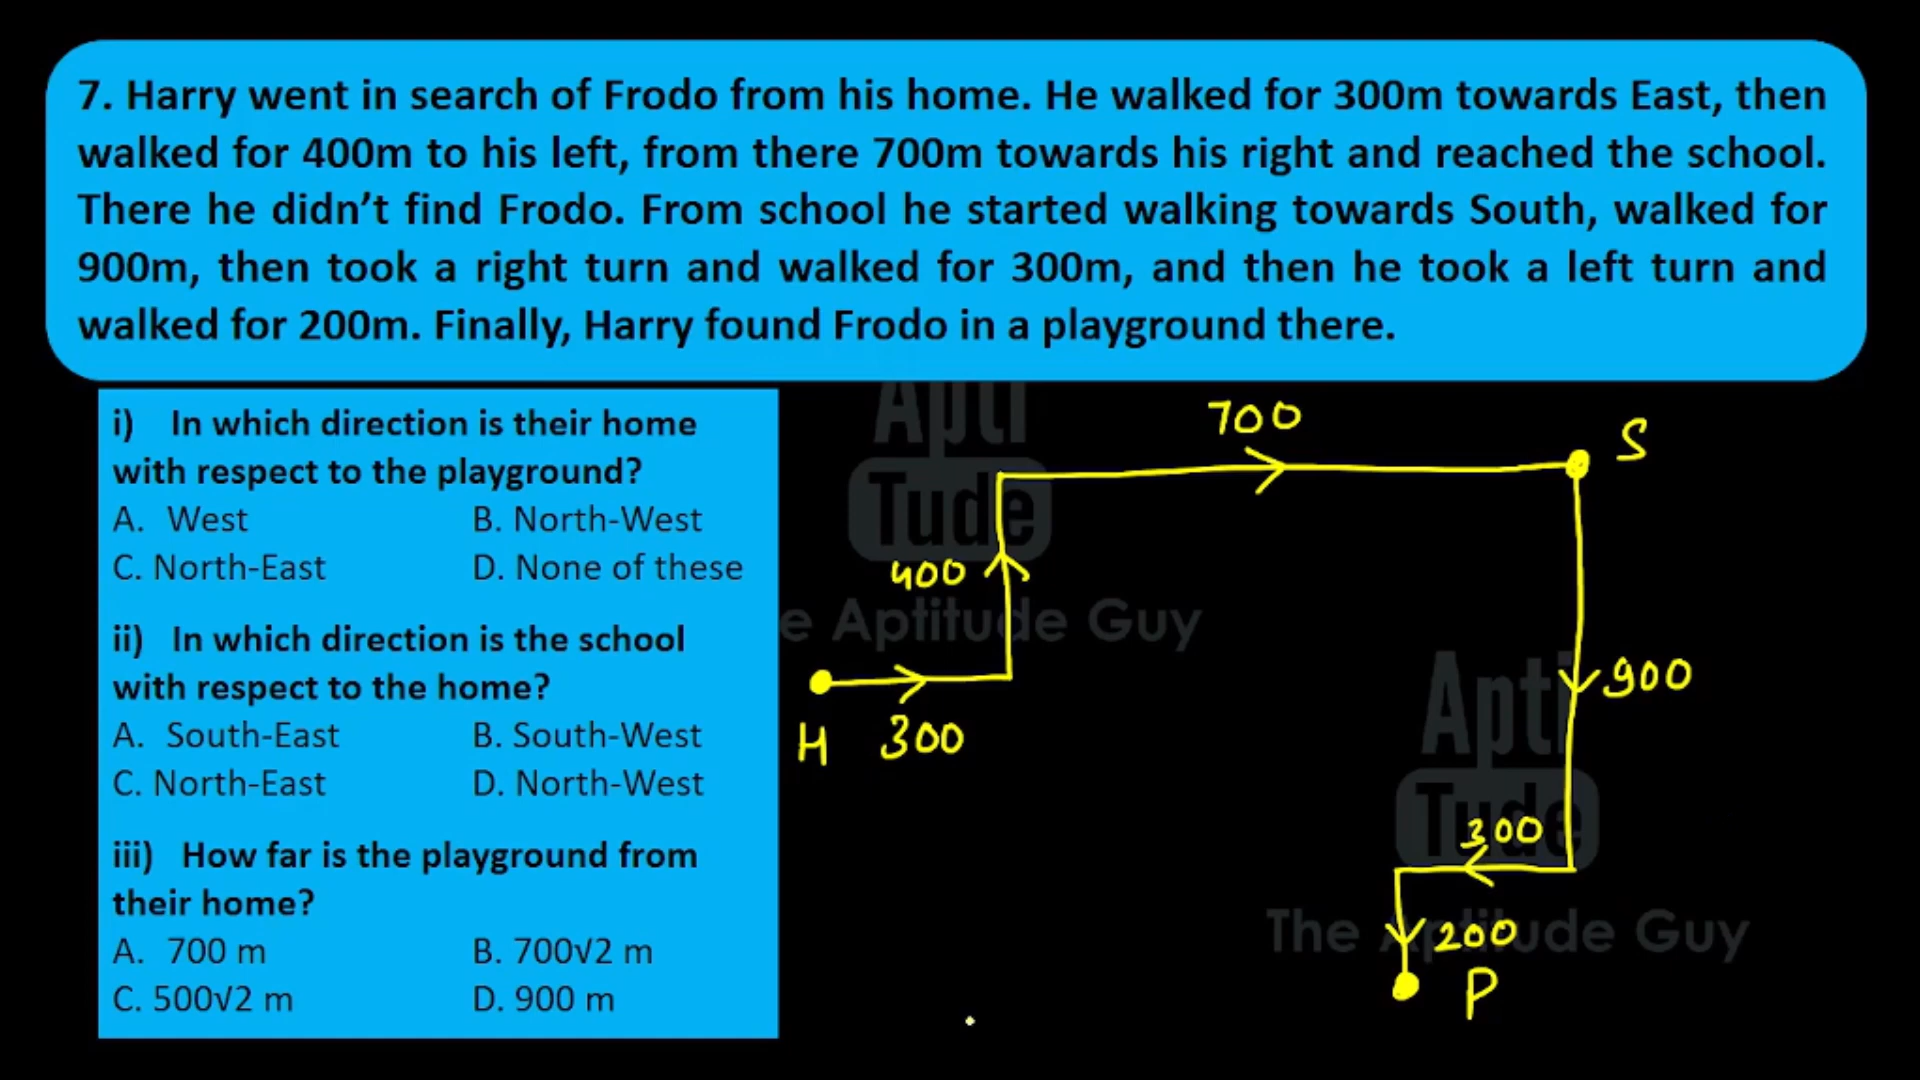 7. Harry went in search of Frodo from his home. He walked for 300m towards East, then
walked for 400m to his left, from there 700m towards his right and reached the school.
There he didn’t find Frodo. From school he started walking towards South, walked for
900m, then took a right turn and walked for 300m, and then he took a left turn and
walked for 200m. Finally, Harry found Frodo in a playground there.
i) In which direction is their home
with respect to the playground?
A. West B. North-West
C. North-East D. None of these
ii) In which direction is the school
with respect to the home?
A. South-East B. South-West
C. North-East D. North-West
iii) How far is the playground from
their home?
A. 700 m B. 700√2 m
C. 500√2 m D. 900 m
Apti
Tude
e Aptitude Guy
700
S
400
H 300
900
Apti
Tude
300
The Aptitude Guy
200
P